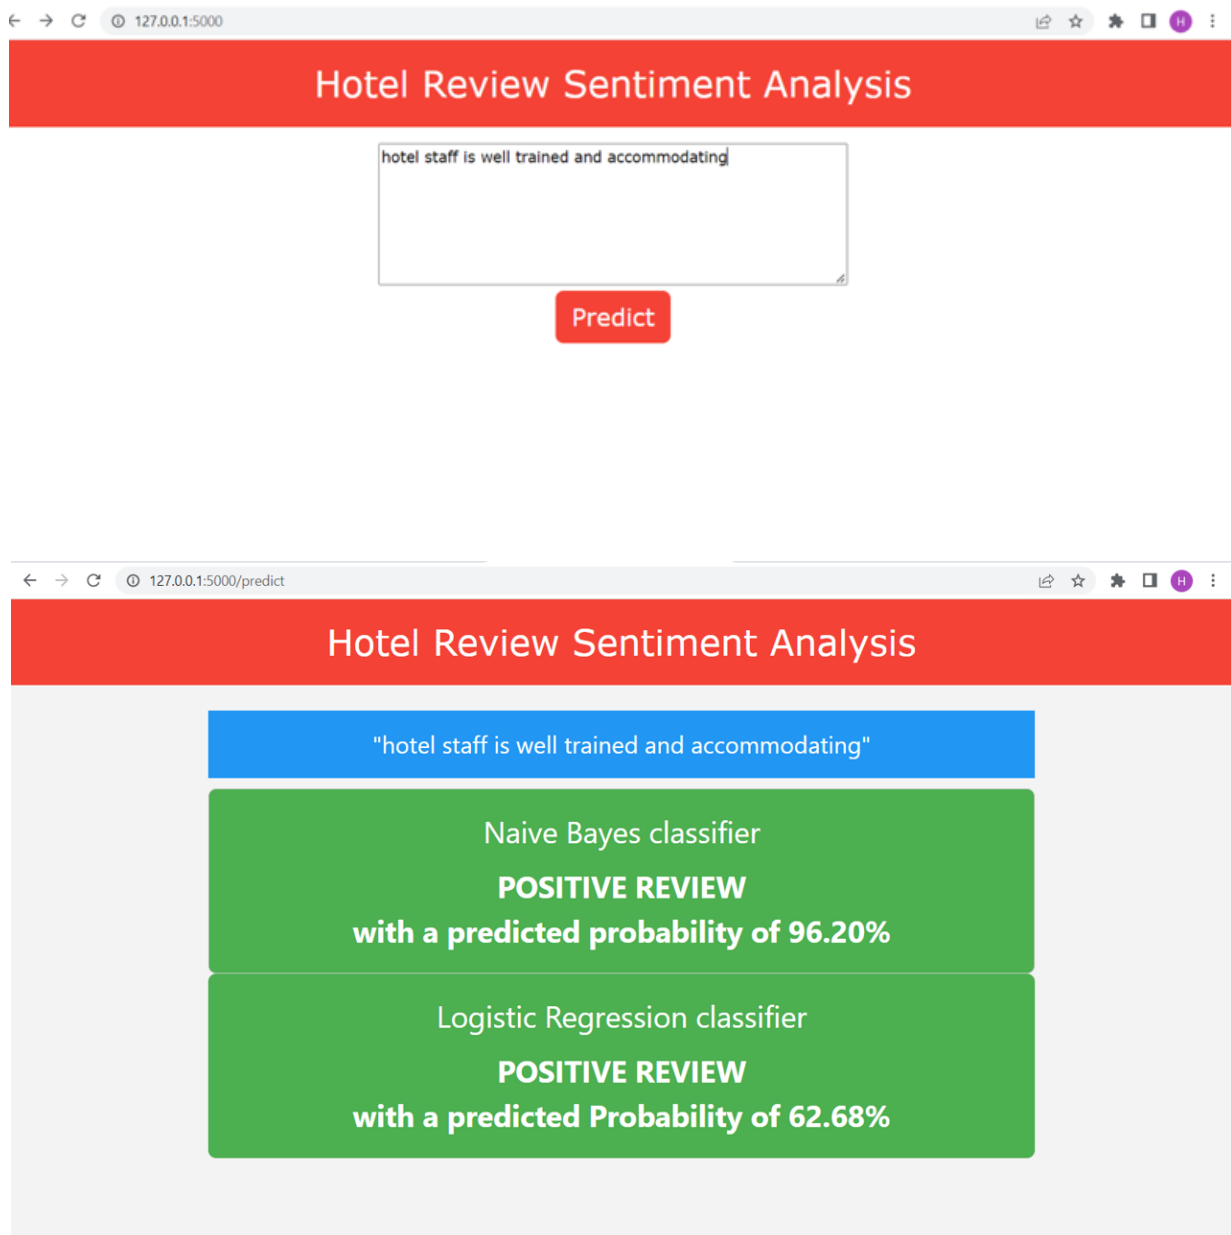 127.0.0.1:5000
H
Hotel Review Sentiment Analysis
hotel staff is well trained and accommodating
Predict
127.0.0.1:5000/predict
H
Hotel Review Sentiment Analysis
"hotel staff is well trained and accommodating"
Naive Bayes classifier
POSITIVE REVIEW
with a predicted probability of 96.20%
Logistic Regression classifier
POSITIVE REVIEW
with a predicted Probability of 62.68%